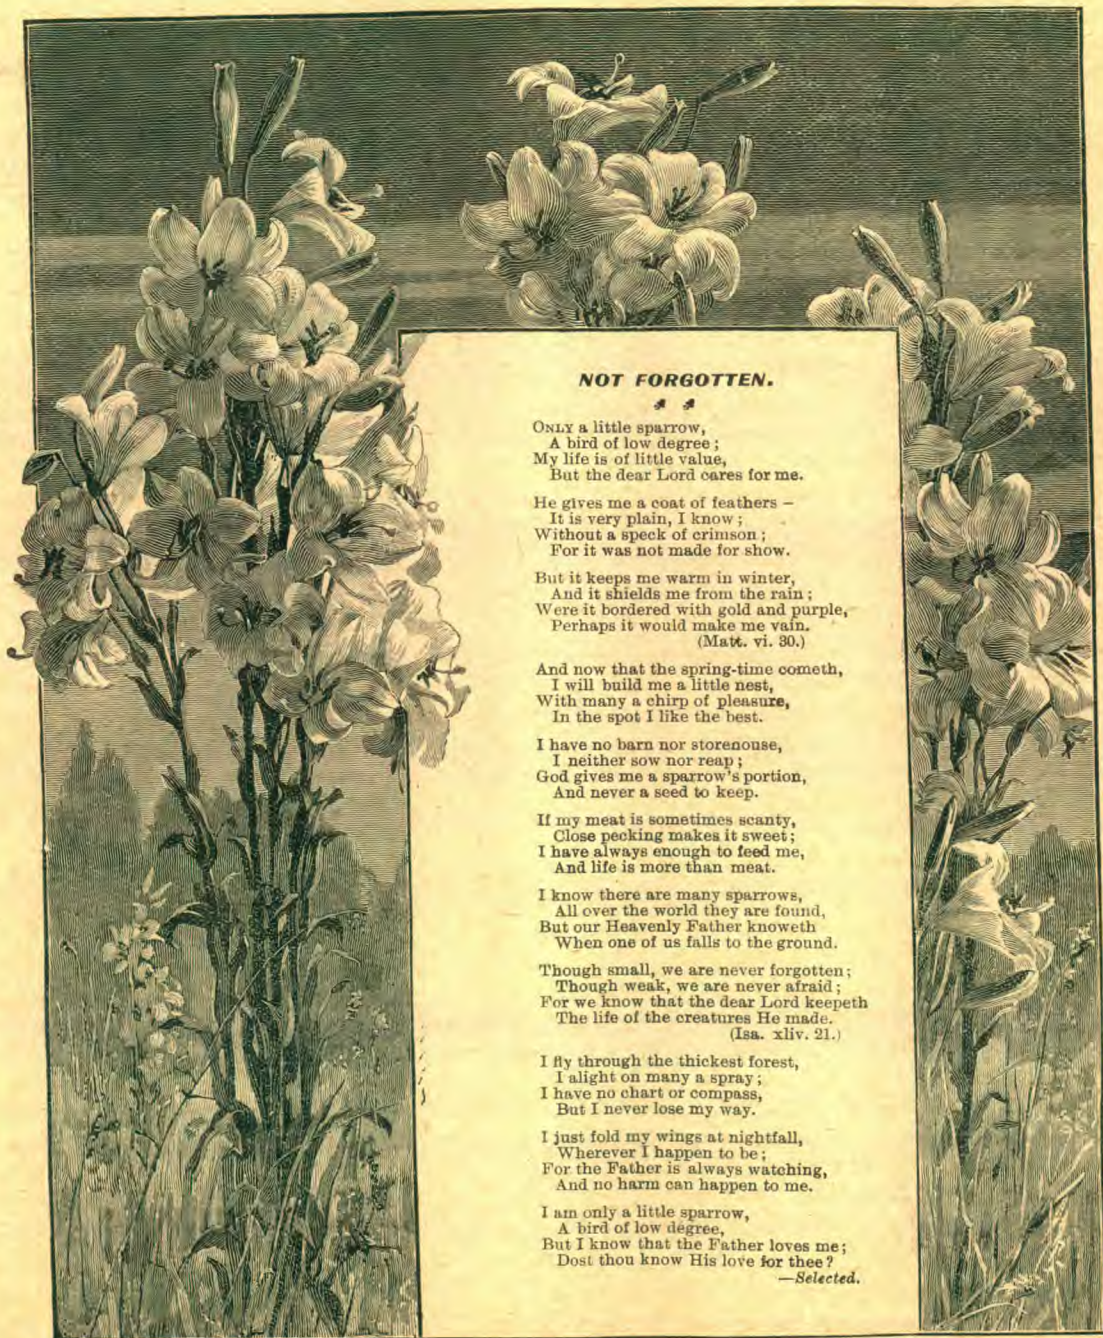 NOT FORGOTTEN.
ONLY a little sparrow,
A bird of low degree;
My life is of little value,
But the dear Lord cares for me.
He gives me a coat of feathers –
It is very plain, I know;
Without a speck of crimson;
For it was not made for show.
But it keeps me warm in winter,
And it shields me from the rain;
Were it bordered with gold and purple,
Perhaps it would make me vain.
(Matt. vi. 30.)
And now that the spring-time cometh,
I will build me a little nest,
With many a chirp of pleasure,
In the spot I like the best.
I have no barn nor storenouse,
I neither sow nor reap;
God gives me a sparrow's portion,
And never a seed to keep.
If my meat is sometimes scanty,
Close pecking makes it sweet;
I have always enough to feed me,
And life is more than meat.
I know there are many sparrows,
All over the world they are found,
But our Heavenly Father knoweth
When one of us falls to the ground.
Though small, we are never forgotten;
Though weak, we are never afraid;
For we know that the dear Lord keepeth
The life of the creatures He made.
(Isa. xliv. 21.)
I fly through the thickest forest,
I alight on many a spray;
I have no chart or compass,
But I never lose my way.
I just fold my wings at nightfall,
Wherever I happen to be;
For the Father is always watching,
And no harm can happen to me.
I am only a little sparrow,
A bird of low degree,
But I know that the Father loves me;
Dost thou know His love for thee?
—Selected.